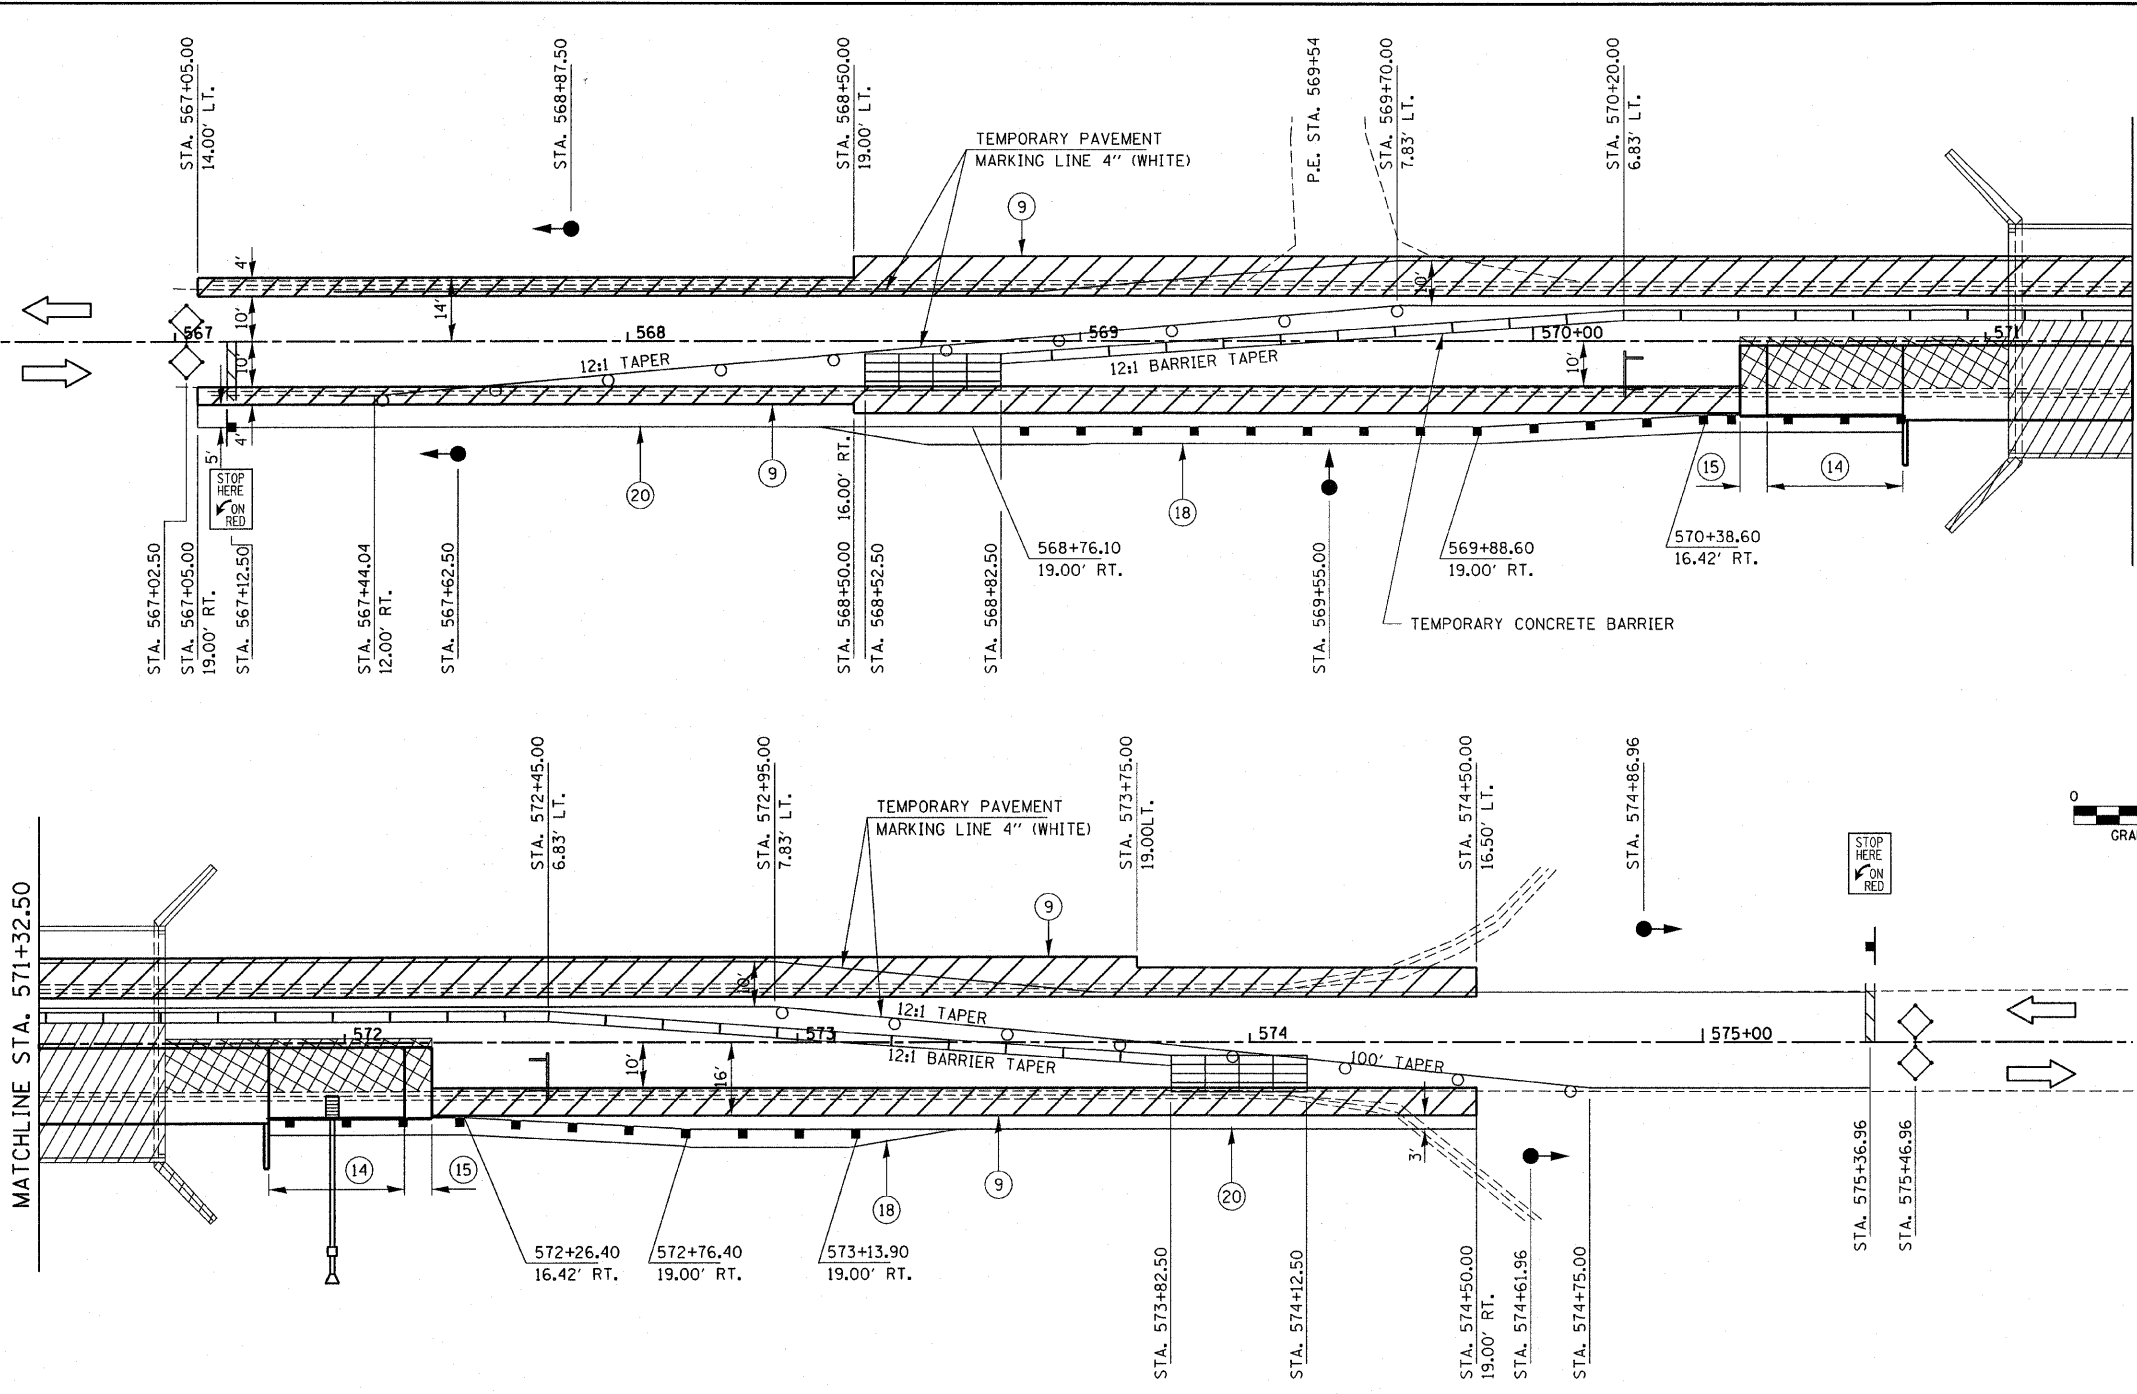 STA. 567+05.00
14.00' LT.
STA. 568+87.50
STA. 568+50.00
19.00' LT.
TEMPORARY PAVEMENT
MARKING LINE 4" (WHITE)
9
P.E. STA. 569+54
STA. 569+70.00
7.83' LT.
STA. 570+20.00
6.83' LT.
4'
10'
14'
10'
567
568
569
570+00
571
10'
12:1 TAPER
12:1 BARRIER TAPER
10'
4'
5'
STOP
HERE
ON
RED
20
9
18
15
14
STA. 567+02.50
STA. 567+05.00
19.00' RT.
STA. 567+12.50
STA. 567+44.04
12.00' RT.
STA. 567+62.50
STA. 568+50.00 16.00' RT.
STA. 568+52.50
STA. 568+82.50
568+76.10
19.00' RT.
STA. 569+55.00
569+88.60
19.00' RT.
570+38.60
16.42' RT.
TEMPORARY CONCRETE BARRIER
MATCHLINE STA. 571+32.50
STA. 572+45.00
6.83' LT.
STA. 572+95.00
7.83' LT.
TEMPORARY PAVEMENT
MARKING LINE 4" (WHITE)
9
STA. 573+75.00
19.00LT.
STA. 574+50.00
16.50' LT.
STA. 574+86.96
STOP
HERE
ON
RED
0
GRA
10'
12:1 TAPER
572
573
574
575+00
10'
16'
12:1 BARRIER TAPER
100' TAPER
3'
14
15
18
9
20
572+26.40
16.42' RT.
572+76.40
19.00' RT.
573+13.90
19.00' RT.
STA. 573+82.50
STA. 574+12.50
STA. 574+50.00
19.00' RT.
STA. 574+61.96
STA. 574+75.00
STA. 575+36.96
STA. 575+46.96